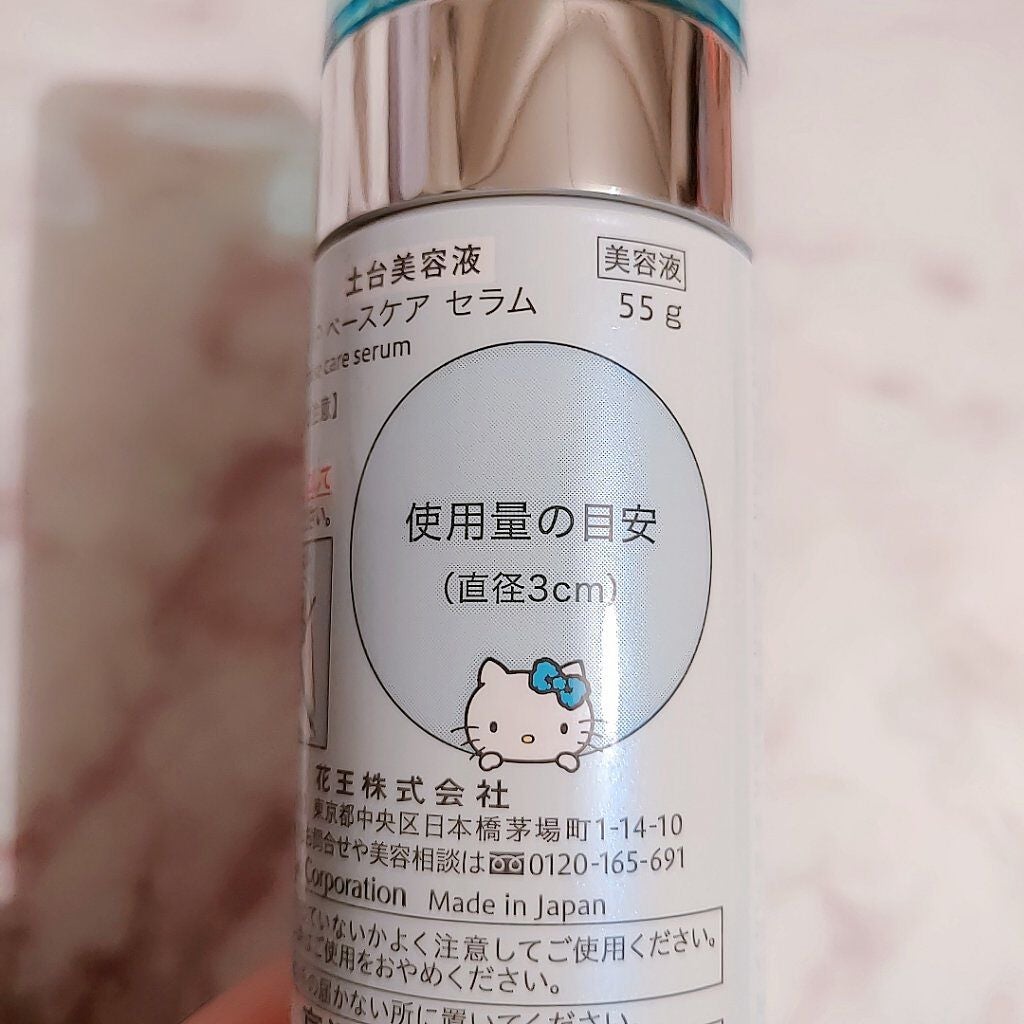 土台美容液
美容液
ベースケア セラム
55 g
care serum
使用量の目安
(直径3cm)
花王株式会社
東京都中央区日本橋茅場町1-14-10
お問合せや美容相談は 0120-165-691
Corporation Made in Japan
していないかよく注意してご使用ください。
ご使用をおやめください。
の届かない所に置いてください。